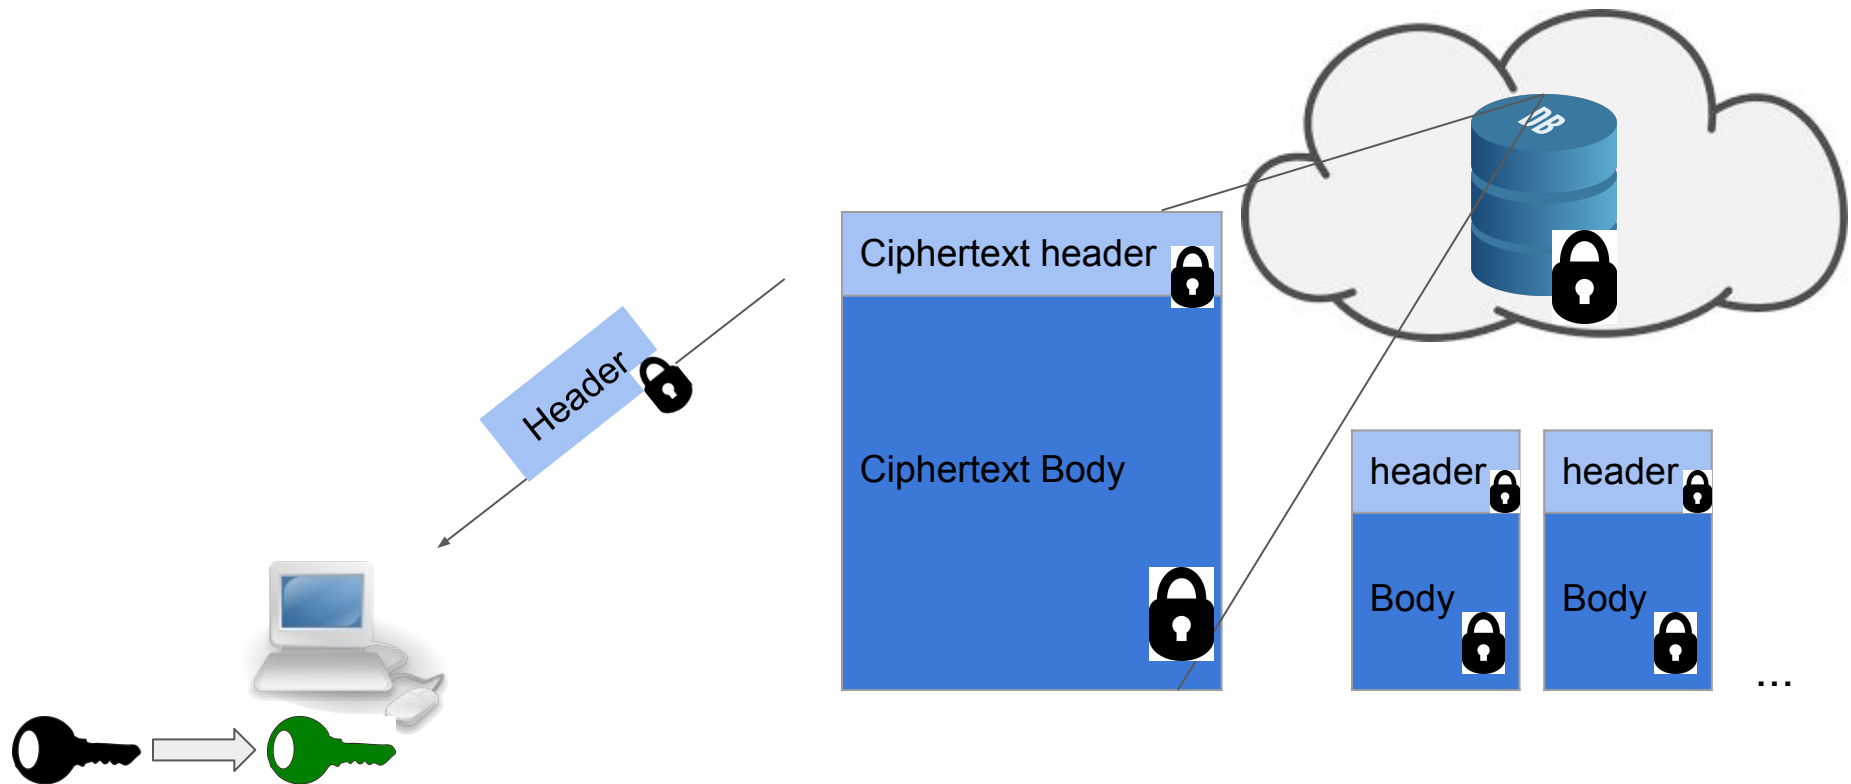 DB
Ciphertext header
Header
Ciphertext Body
header
header
Body
Body
...